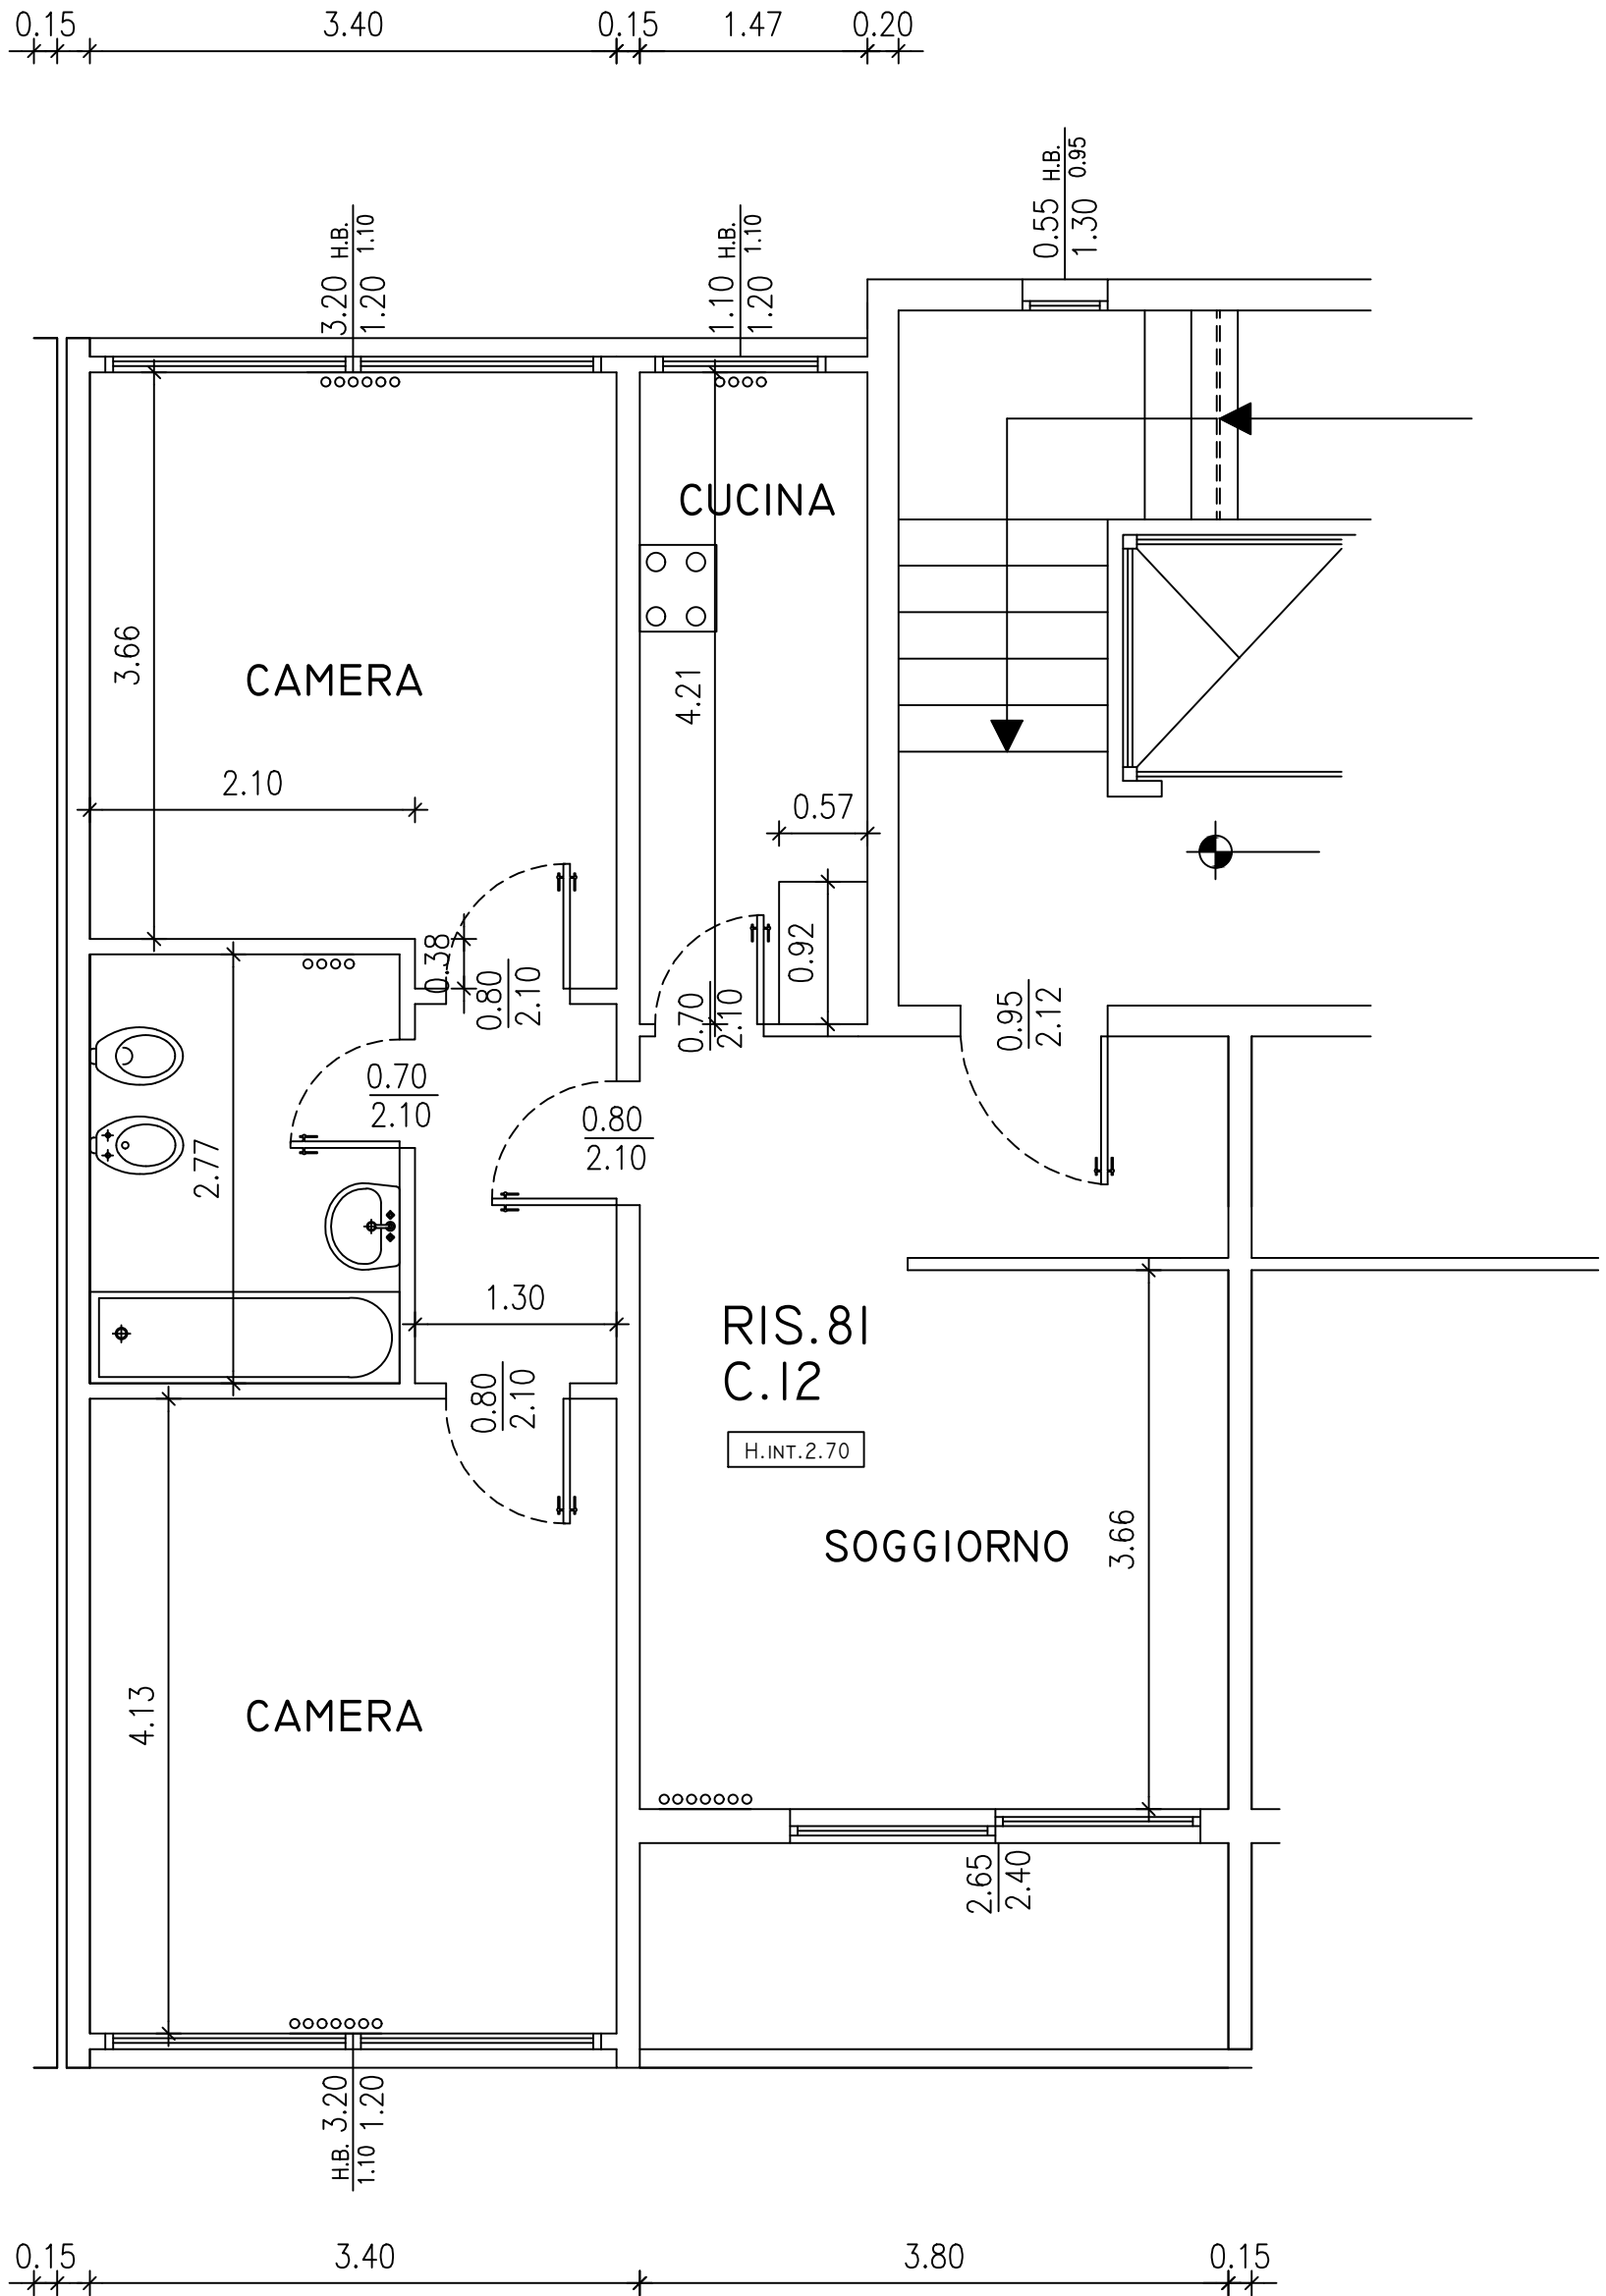 0.15 3.40 0.15 1.47 0.20
0.55 H.B.
1.30 0.95
3.20 H.B.
1.20 1.10
1.10 H.B.
1.20 1.10
CUCINA
3.66
CAMERA
4.21
2.10
0.57
0.38
0.80
2.10
0.92
0.70
2.10
0.95
2.12
0.70
2.10
0.80
2.10
2.77
1.30
RIS.81
C.12
H.INT.2.70
0.80
2.10
SOGGIORNO
3.66
4.13
CAMERA
2.65
2.40
H.B. 3.20
1.10 1.20
0.15 3.40 3.80 0.15